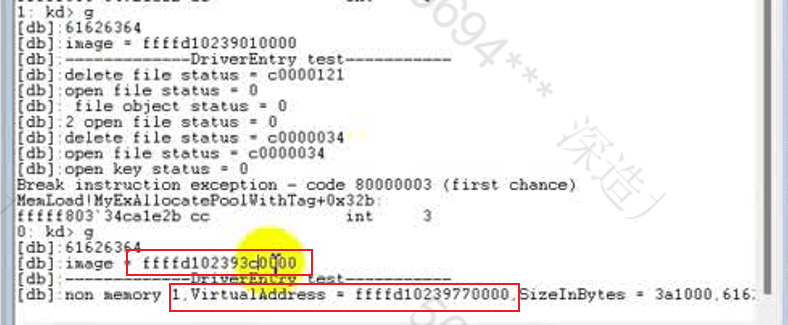 1: kd> g
[db]:61626364
[db]:image = ffffd10239010000
[db]:-------------DriverEntry test-----------
[db]:delete file status = c0000121
[db]:open file status = 0
[db]: file object status = 0
[db]:2 open file status = 0
[db]:delete file status = c0000034
[db]:open file status = c0000034
[db]:open key status = 0
Break instruction exception - code 80000003 (first chance)
MemLoad!MyExAllocatePoolWithTag+0x32b:
fffff803`34ca1e2b cc int 3
0: kd> g
[db]:61626364
[db]:image = ffffd102393c0000
[db]:-------------DriverEntry test-----------
[db]:non memory 1,VirtualAddress = ffffd10239770000,SizeInBytes = 3a1000,616
694*** 深造)